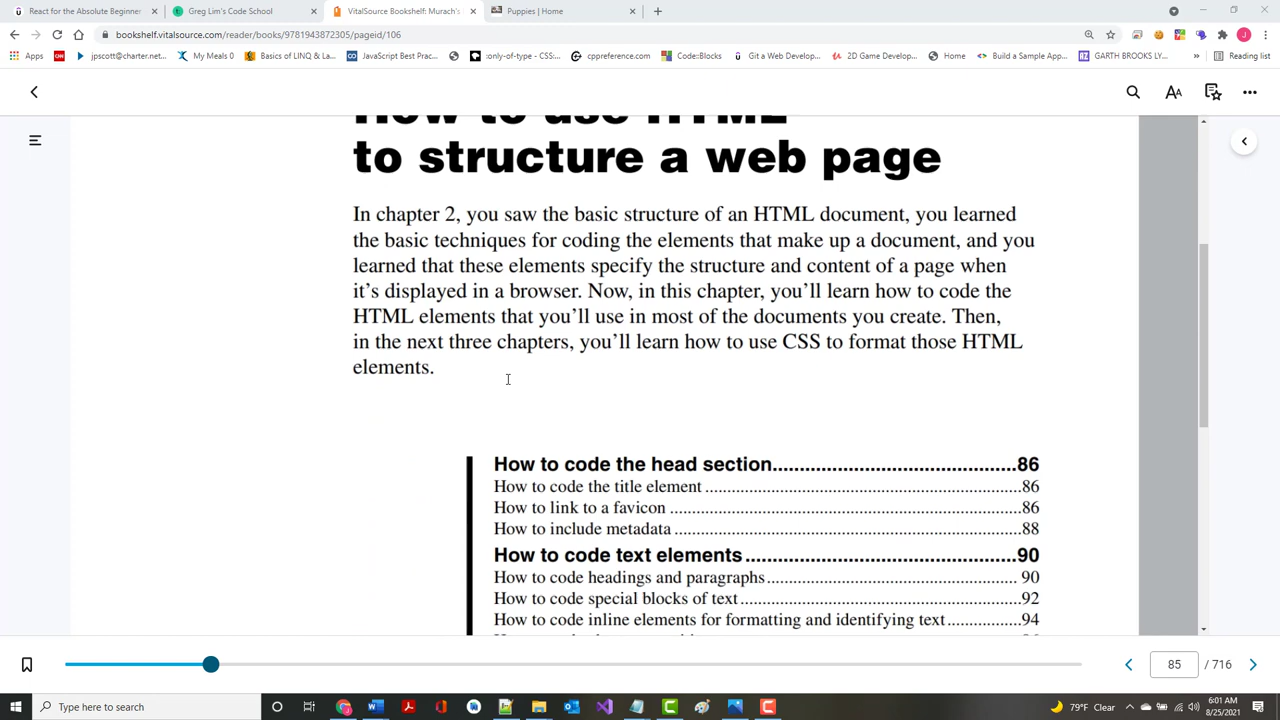 React for the Absolute Beginner
Greg Lim's Code School
VitalSource Bookshelf: Murach's
Puppies | Home
bookshelf.vitalsource.com/reader/books/9781943872305/pageid/106
Apps
jpscott@charter.net...
My Meals 0
Basics of LINQ & La...
JavaScript Best Prac...
:only-of-type - CSS:...
cppreference.com
Code::Blocks
Git a Web Develop...
2D Game Develop...
Home
Build a Sample App...
GARTH BROOKS LY...
»
Reading list
How to use HTML
to structure a web page
In chapter 2, you saw the basic structure of an HTML document, you learned
the basic techniques for coding the elements that make up a document, and you
learned that these elements specify the structure and content of a page when
it's displayed in a browser. Now, in this chapter, you'll learn how to code the
HTML elements that you'll use in most of the documents you create. Then,
in the next three chapters, you'll learn how to use CSS to format those HTML
elements.
How to code the head section..............................................86
How to code the title element ........................................................................86
How to link to a favicon ................................................................................86
How to include metadata ...............................................................................88
How to code text elements...................................................90
How to code headings and paragraphs......................................................... 90
How to code special blocks of text................................................................92
How to code inline elements for formatting and identifying text.................94
85 / 716
Type here to search
79°F Clear
6:01 AM
8/25/2021